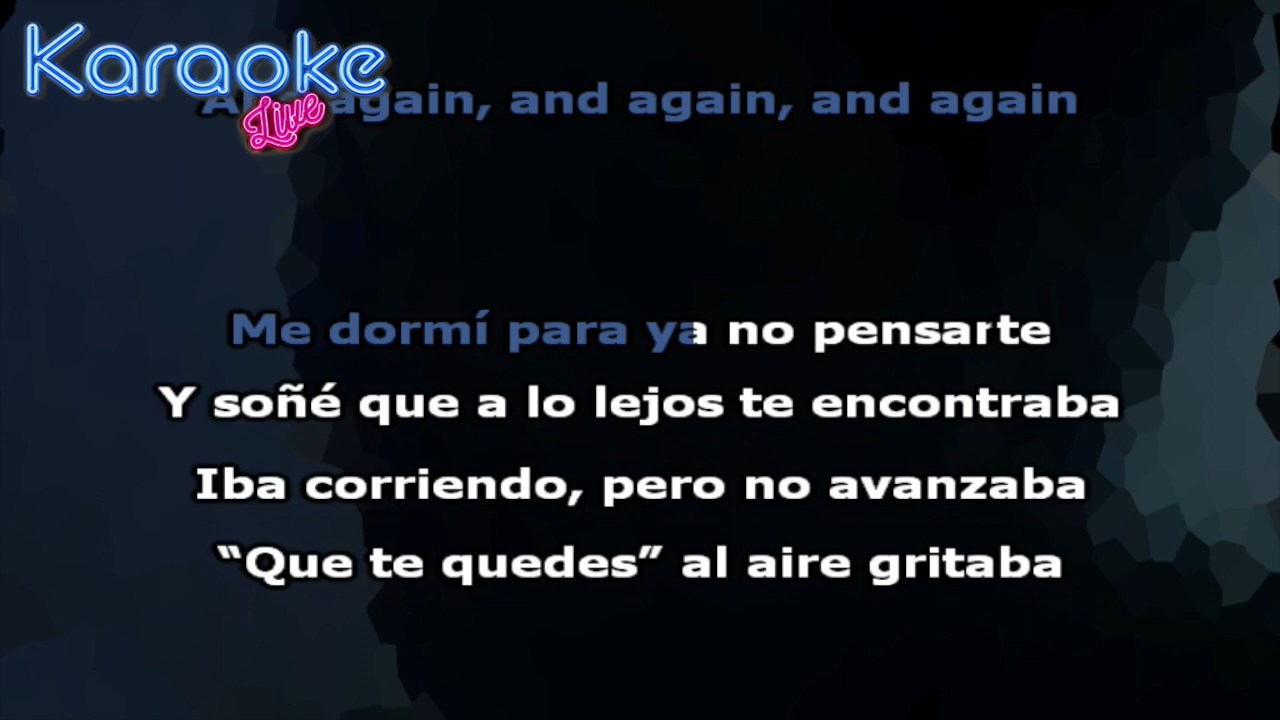 Karaoke
Live
again, and again, and again
Me dormí para ya no pensarte
Y soñé que a lo lejos te encontraba
Iba corriendo, pero no avanzaba
“Que te quedes” al aire gritaba